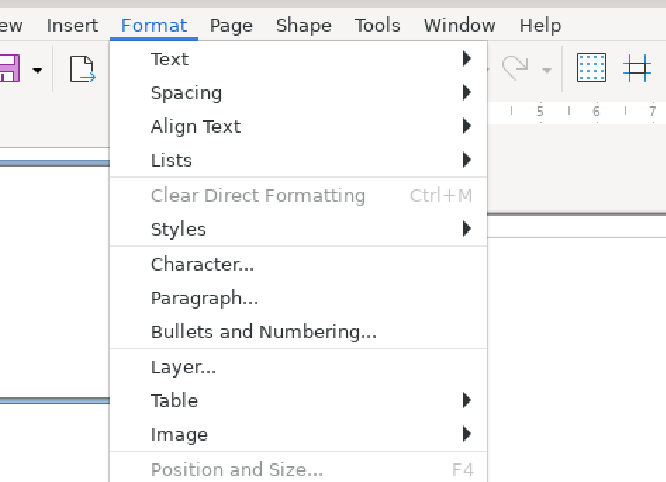 ew Insert Format Page Shape Tools Window Help
5 6 7
Text
Spacing
Align Text
Lists
Clear Direct Formatting Ctrl+M
Styles
Character...
Paragraph...
Bullets and Numbering...
Layer...
Table
Image
Position and Size... F4